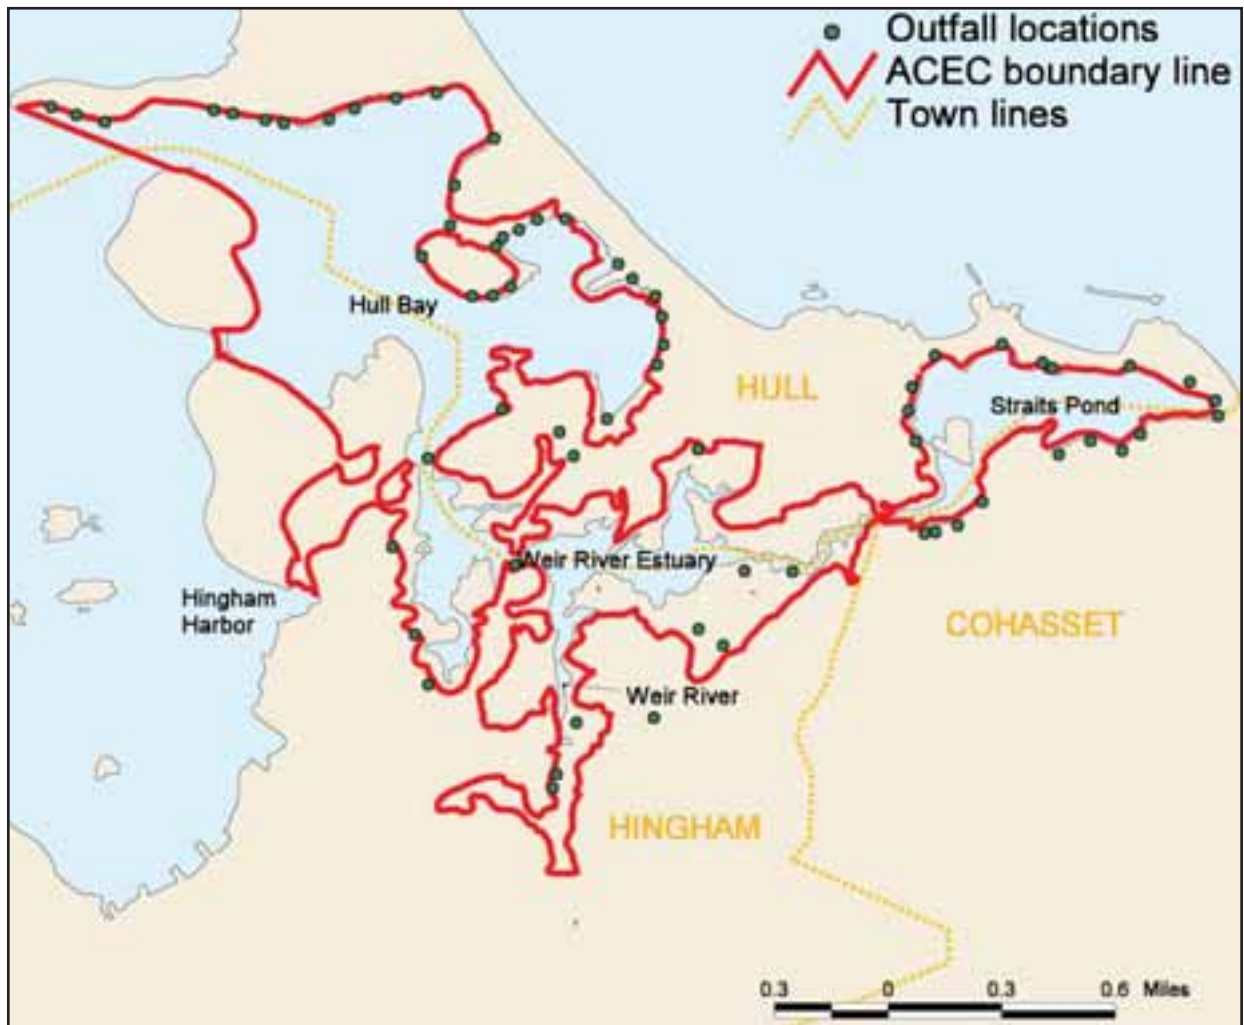 Outfall locations
ACEC boundary line
Town lines
Hull Bay
HULL
Straits Pond
Weir River Estuary
Hingham
Harbor
COHASSET
Weir River
HINGHAM
0.3 0 0.3 0.6 Miles